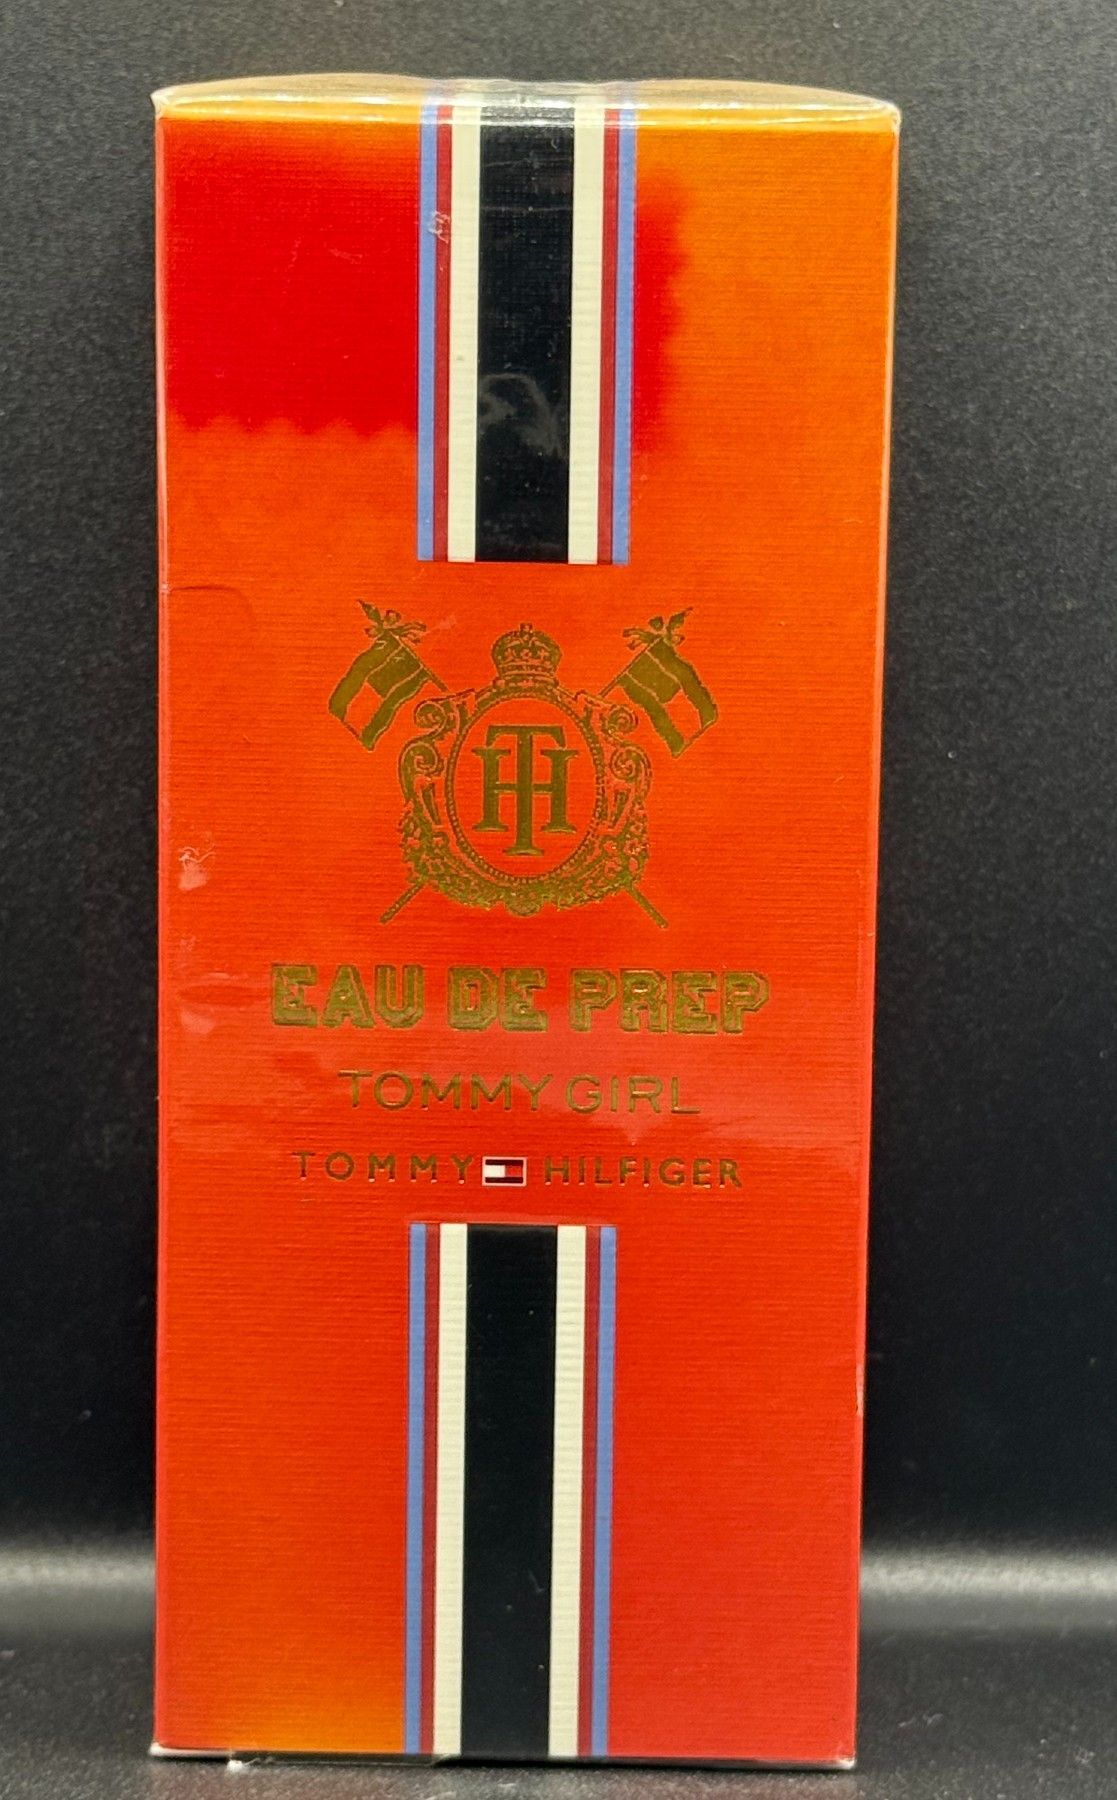 TH
EAU DE PREP
TOMMY GIRL
TOMMY HILFIGER